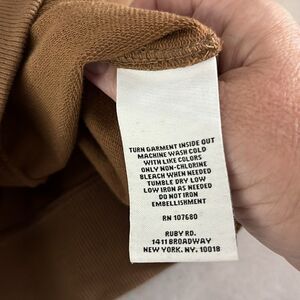 TURN GARMENT INSIDE OUT
MACHINE WASH COLD
WITH LIKE COLORS
ONLY NON-CHLORINE
BLEACH WHEN NEEDED
TUMBLE DRY LOW
LOW IRON AS NEEDED
DO NOT IRON
EMBELLISHMENT
RN 107680
RUBY RD.
1411 BROADWAY
NEW YORK, NY. 10018